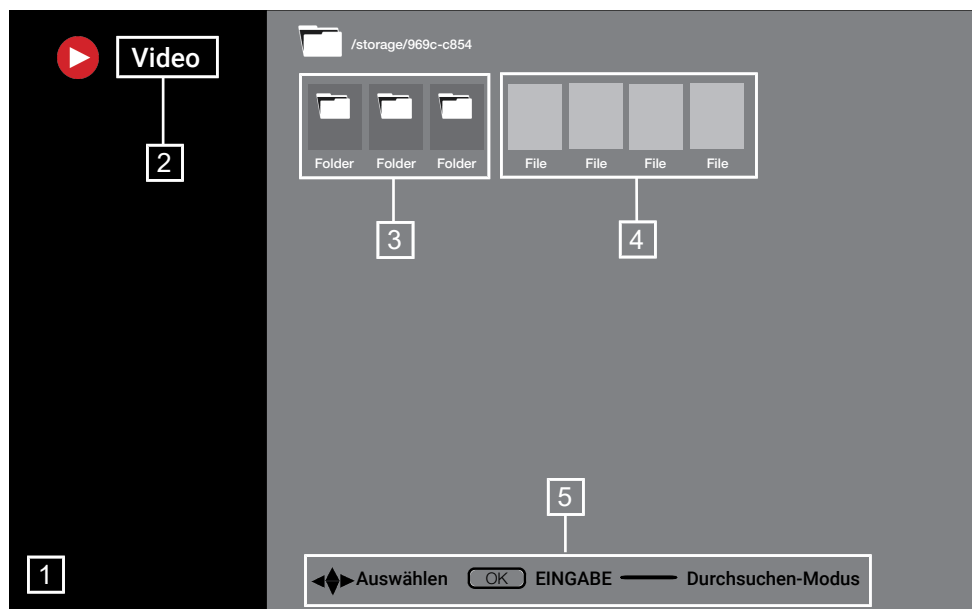 Video
2
/storage/969c-c854
Folder Folder Folder File File File File
3 4
5
1
Auswählen OK EINGABE Durchsuchen-Modus